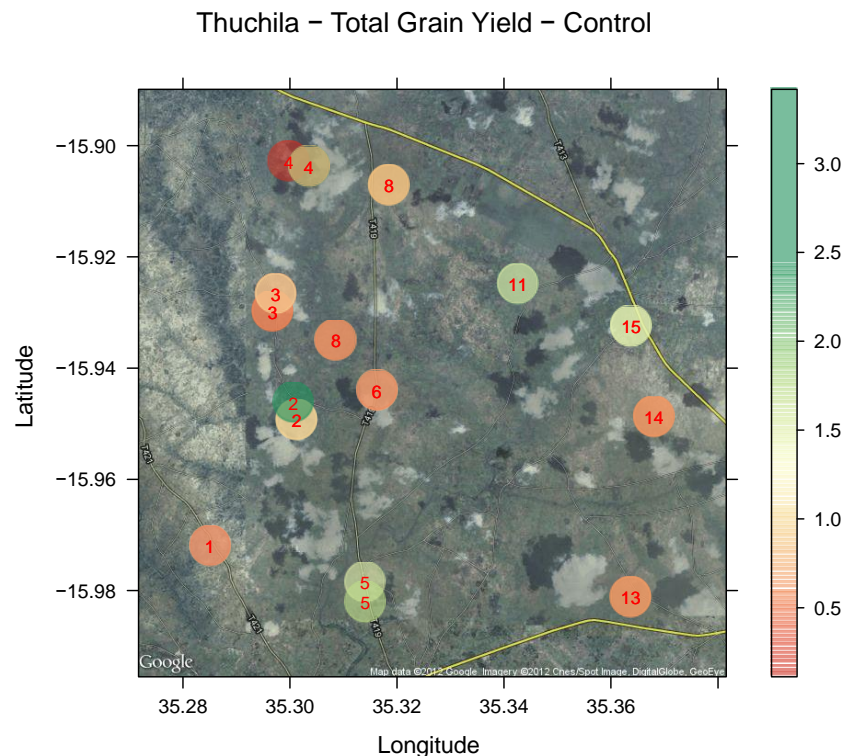 Thuchila − Total Grain Yield − Control
Latitude
−15.90
−15.92
−15.94
−15.96
−15.98
4 4
8
T413
T419
11
3
3
15
8
6
2
2
14
T421
1
5
5
13
T421
T419
Google
Map data ©2012 Google Imagery ©2012 Cnes/Spot Image, DigitalGlobe, GeoEye
35.28 35.30 35.32 35.34 35.36
Longitude
3.0
2.5
2.0
1.5
1.0
0.5